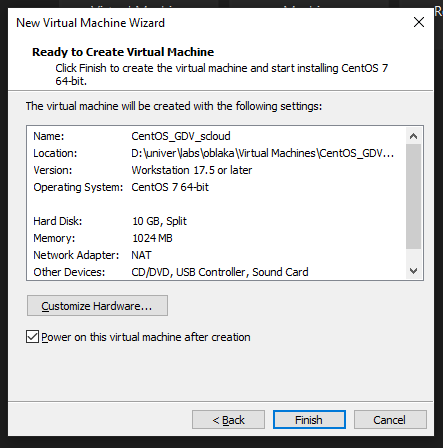 New Virtual Machine Wizard
Ready to Create Virtual Machine
Click Finish to create the virtual machine and start installing CentOS 7
64-bit.
The virtual machine will be created with the following settings:
Name: CentOS_GDV_scloud
Location: D:\univer\labs\oblaka\Virtual Machines\CentOS_GDV...
Version: Workstation 17.5 or later
Operating System: CentOS 7 64-bit
Hard Disk: 10 GB, Split
Memory: 1024 MB
Network Adapter: NAT
Other Devices: CD/DVD, USB Controller, Sound Card
Customize Hardware...
Power on this virtual machine after creation
< Back Finish Cancel